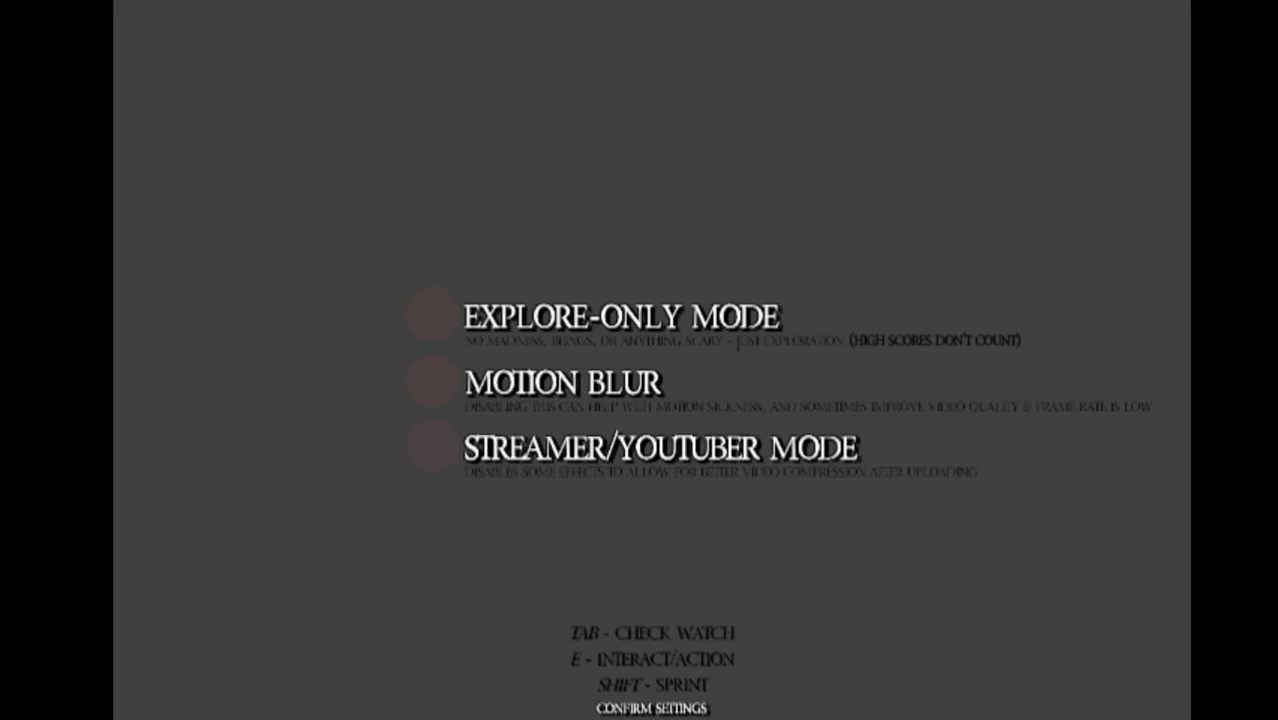 EXPLORE-ONLY MODE
NO MADNESS, BEINGS, OR ANYTHING SCARY - JUST EXPLORATION (HIGH SCORES DON'T COUNT)
MOTION BLUR
DISABLING THIS CAN HELP WITH MOTION SICKNESS, AND SOMETIMES IMPROVE VIDEO QUALITY IF FRAME RATE IS LOW
STREAMER/YOUTUBER MODE
DISABLES SOME EFFECTS TO ALLOW FOR BETTER VIDEO COMPRESSION AFTER UPLOADING
TAB - CHECK WATCH
E - INTERACT/ACTION
SHIFT - SPRINT
CONFIRM SETTINGS